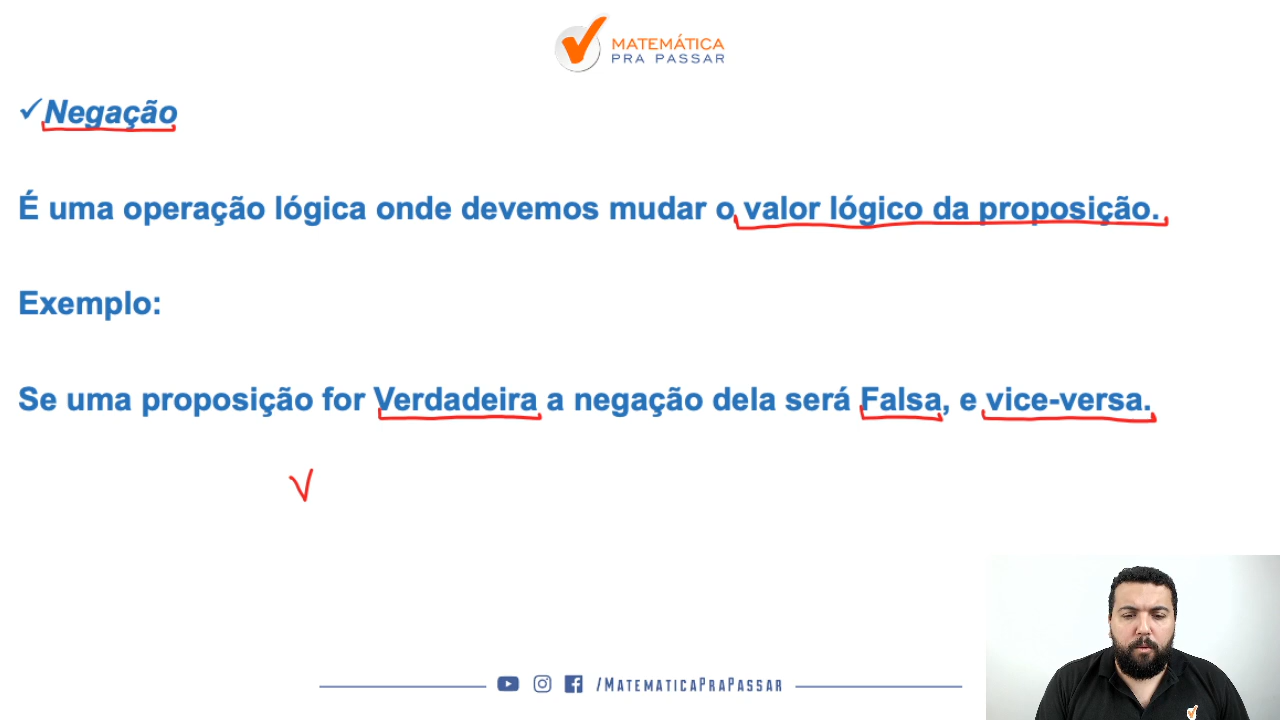 MATEMÁTICA
PRA PASSAR
✓Negação
É uma operação lógica onde devemos mudar o valor lógico da proposição.
Exemplo:
Se uma proposição for Verdadeira a negação dela será Falsa, e vice-versa.
V
/MATEMATICAPRAPASSAR